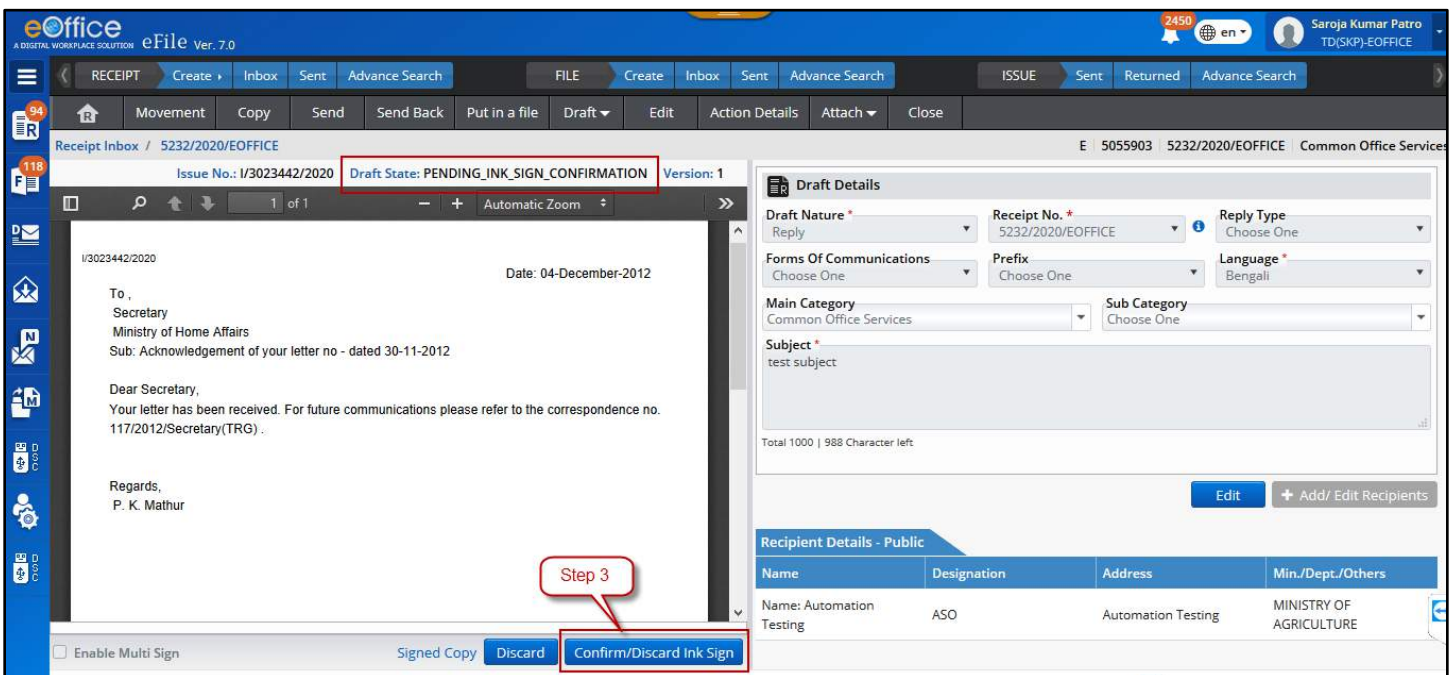 eOffice
A DIGITAL WORKPLACE SOLUTION
eFile Ver. 7.0
2450
en
Saroja Kumar Patro
TD(SKP)-EOFFICE
RECEIPT Create Inbox Sent Advance Search
FILE Create Inbox Sent Advance Search
ISSUE Sent Returned Advance Search
R Movement Copy Send Send Back Put in a file Draft Edit Action Details Attach Close
94
R
118
F
D
N
M
DSC
DSC
Receipt Inbox / 5232/2020/EOFFICE
E 5055903 5232/2020/EOFFICE Common Office Services
Issue No.: I/3023442/2020 Draft State: PENDING_INK_SIGN_CONFIRMATION Version: 1
1 of 1 − + Automatic Zoom
I/3023442/2020
Date: 04-December-2012
To ,
Secretary
Ministry of Home Affairs
Sub: Acknowledgement of your letter no - dated 30-11-2012
Dear Secretary,
Your letter has been received. For future communications please refer to the correspondence no.
117/2012/Secretary(TRG) .
Regards,
P. K. Mathur
Step 3
Enable Multi Sign
Signed Copy
Discard
Confirm/Discard Ink Sign
R Draft Details
Draft Nature *
Reply
Receipt No. *
5232/2020/EOFFICE
Reply Type
Choose One
Forms Of Communications
Choose One
Prefix
Choose One
Language *
Bengali
Main Category
Common Office Services
Sub Category
Choose One
Subject *
test subject
Total 1000 | 988 Character left
Edit
+ Add/ Edit Recipients
Recipient Details - Public
Name Designation Address Min./Dept./Others
Name: Automation Testing
ASO
Automation Testing
MINISTRY OF
AGRICULTURE